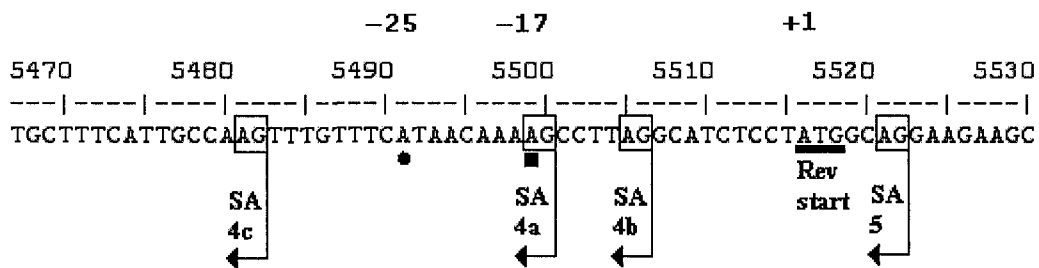 −25 −17 +1
5470 5480 5490 5500 5510 5520 5530
---|----|----|----|----|----|----|----|----|----|----|----|----|
TGCTTTCATTGCCAAGTTTGTTTCATAACAAAAGCCTTAGGCATCTCCTATGGCAGGAAGAAGC
SA 4c
SA 4a
SA 4b
Rev start
SA 5